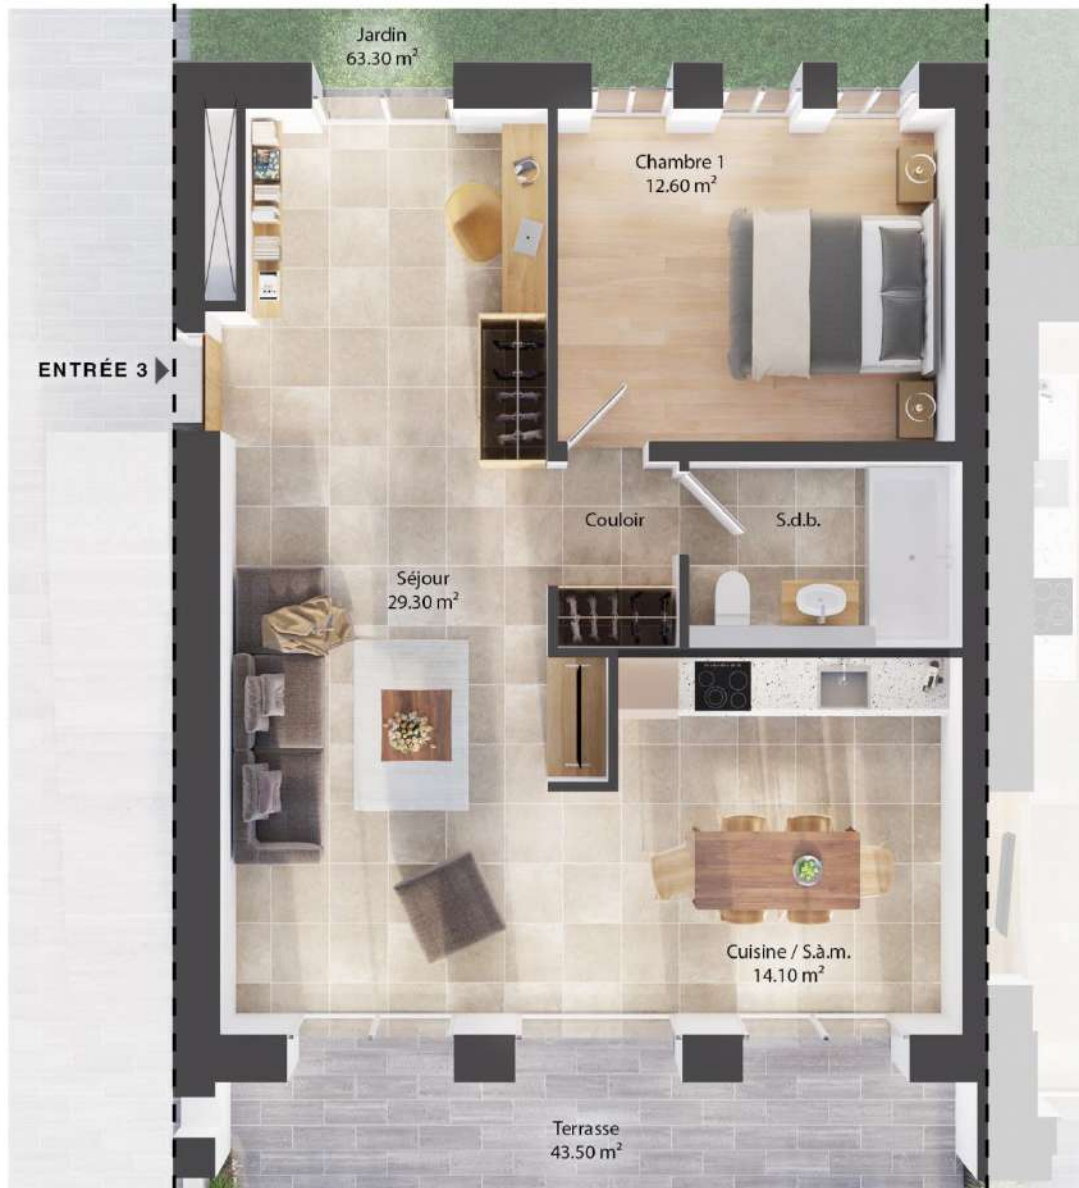 Jardin
63.30 m²
Chambre 1
12.60 m²
ENTRÉE 3
Couloir
S.d.b.
Séjour
29.30 m²
Cuisine / S.à.m.
14.10 m²
Terrasse
43.50 m²